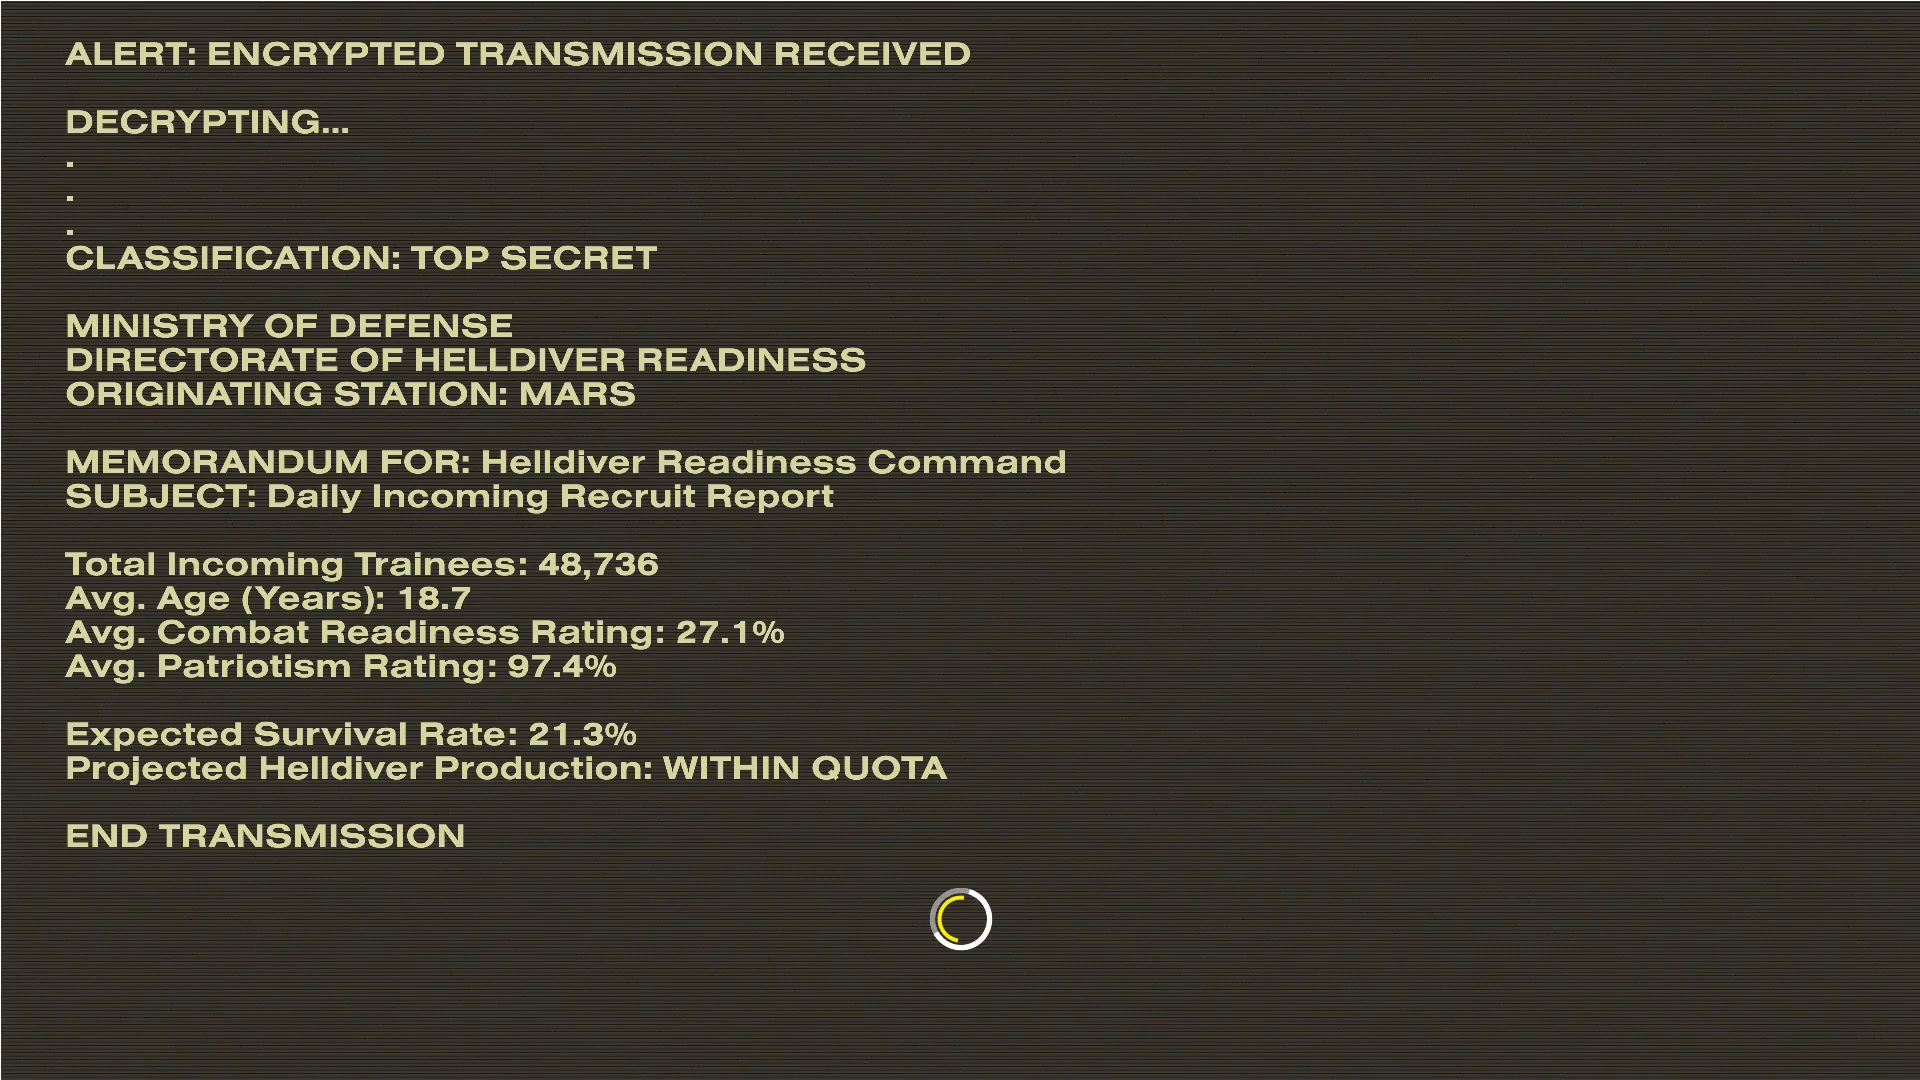 ALERT: ENCRYPTED TRANSMISSION RECEIVED
DECRYPTING...
.
.
.
CLASSIFICATION: TOP SECRET
MINISTRY OF DEFENSE
DIRECTORATE OF HELLDIVER READINESS
ORIGINATING STATION: MARS
MEMORANDUM FOR: Helldiver Readiness Command
SUBJECT: Daily Incoming Recruit Report
Total Incoming Trainees: 48,736
Avg. Age (Years): 18.7
Avg. Combat Readiness Rating: 27.1%
Avg. Patriotism Rating: 97.4%
Expected Survival Rate: 21.3%
Projected Helldiver Production: WITHIN QUOTA
END TRANSMISSION